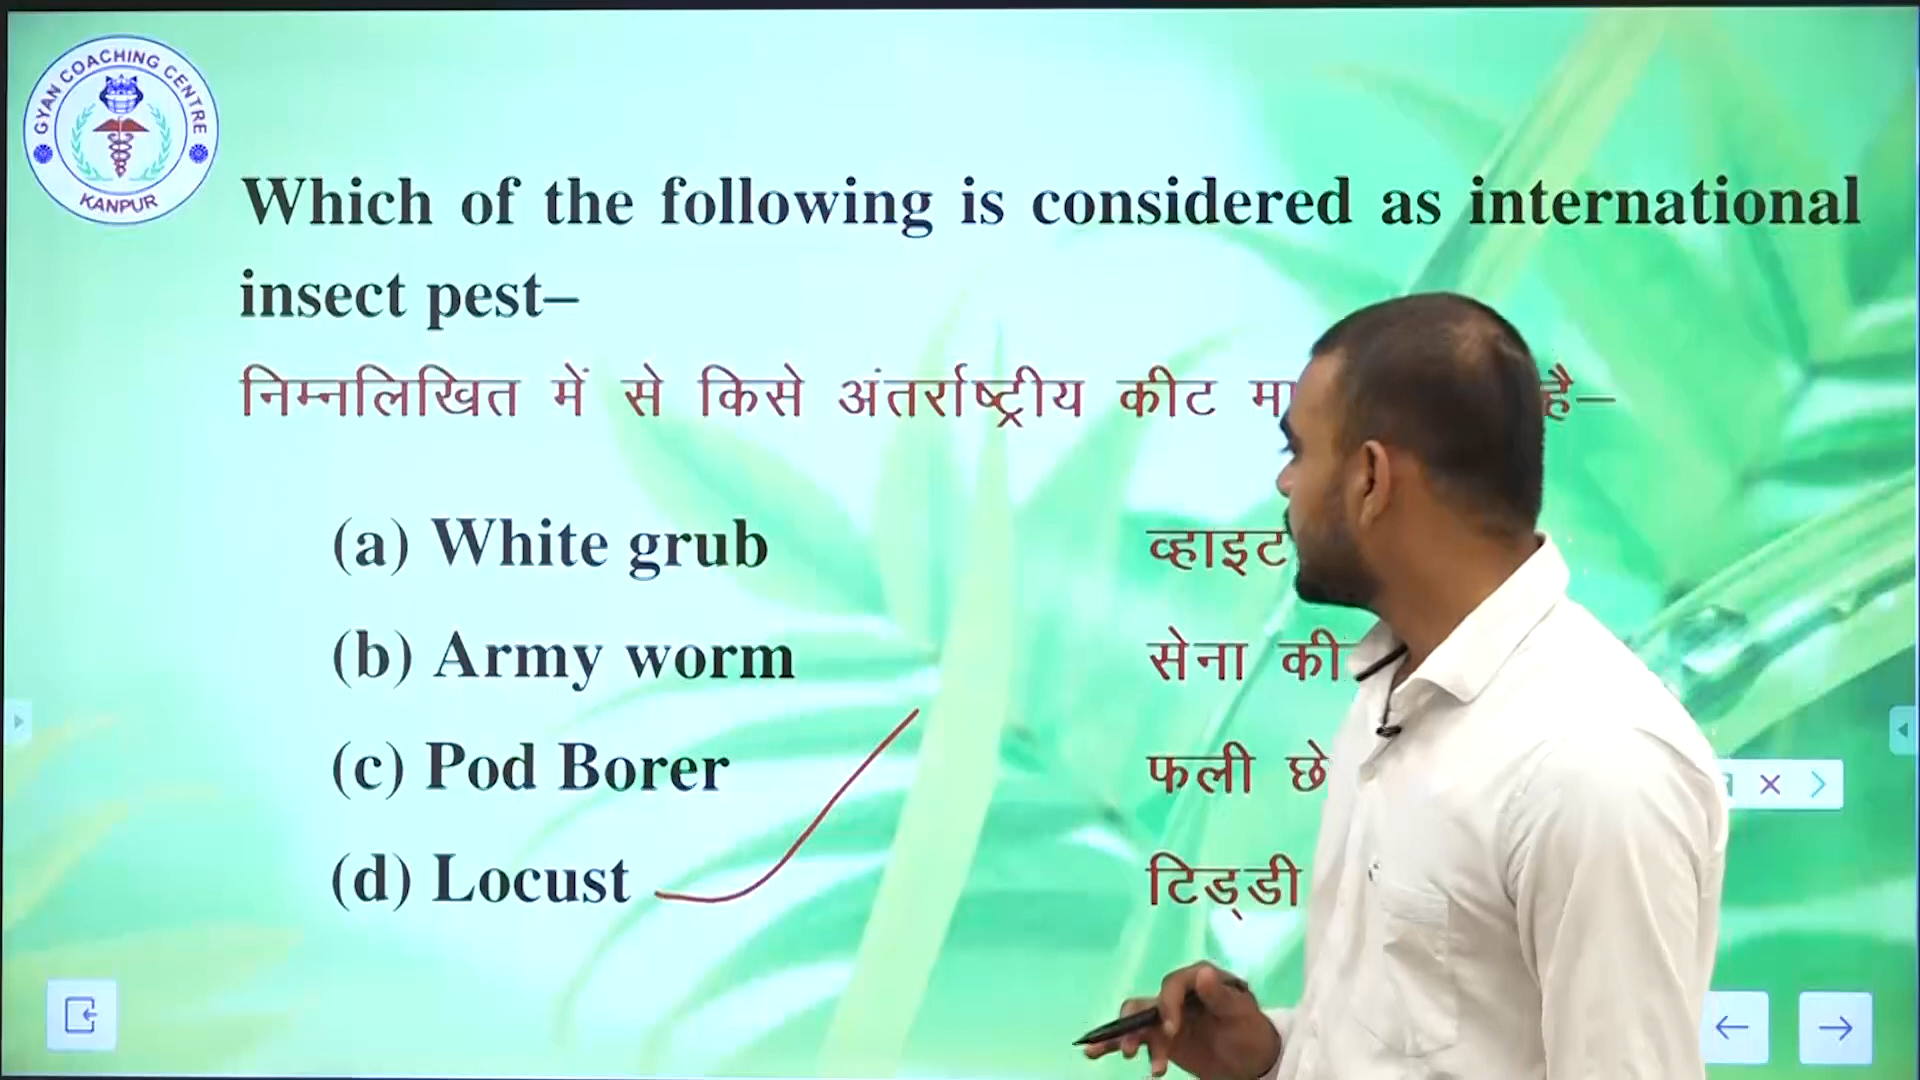 GYAN COACHING CENTRE
KANPUR
Which of the following is considered as international
insect pest–
निम्नलिखित में से किसे अंतर्राष्ट्रीय कीट है–
(a) White grub
(b) Army worm सेना
(c) Pod Borer फली
(d) Locust टिड्डी